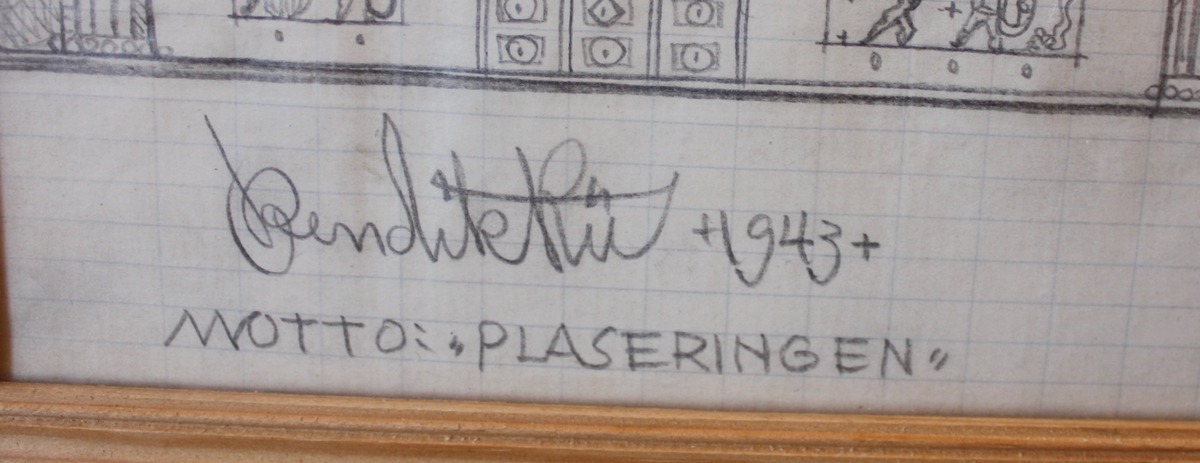 +1943+
MOTTO: „PLASERINGEN"